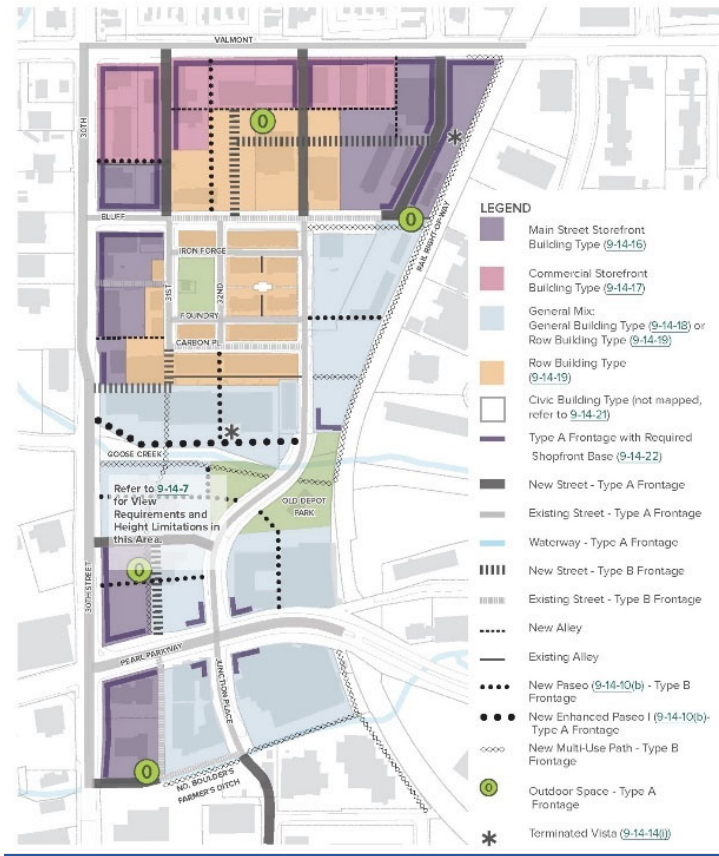 VALMONT
30TH
BLUFF
RAIL RIGHT-OF-WAY
IRON FORGE
31ST
32ND
FOUNDRY
CARBON PL.
GOOSE CREEK
Refer to 9-14-7
for View
Requirements and
Height Limitations in
this Area.
OLD DEPOT
PARK
30TH STREET
PEARL PARKWAY
JUNCTION PLACE
NO. BOULDER'S
FARMER'S DITCH
O
O
O
O
LEGEND
Main Street Storefront
Building Type (9-14-16)
Commercial Storefront
Building Type (9-14-17)
General Mix:
General Building Type (9-14-18) or
Row Building Type (9-14-19)
Row Building Type
(9-14-19)
Civic Building Type (not mapped,
refer to 9-14-21)
Type A Frontage with Required
Shopfront Base (9-14-22)
New Street - Type A Frontage
Existing Street - Type A Frontage
Waterway - Type A Frontage
New Street - Type B Frontage
Existing Street - Type B Frontage
New Alley
Existing Alley
New Paseo (9-14-10(b) - Type B
Frontage
New Enhanced Paseo I (9-14-10(b)-
Type A Frontage
New Multi-Use Path - Type B
Frontage
O
Outdoor Space - Type A
Frontage
Terminated Vista (9-14-14(i))